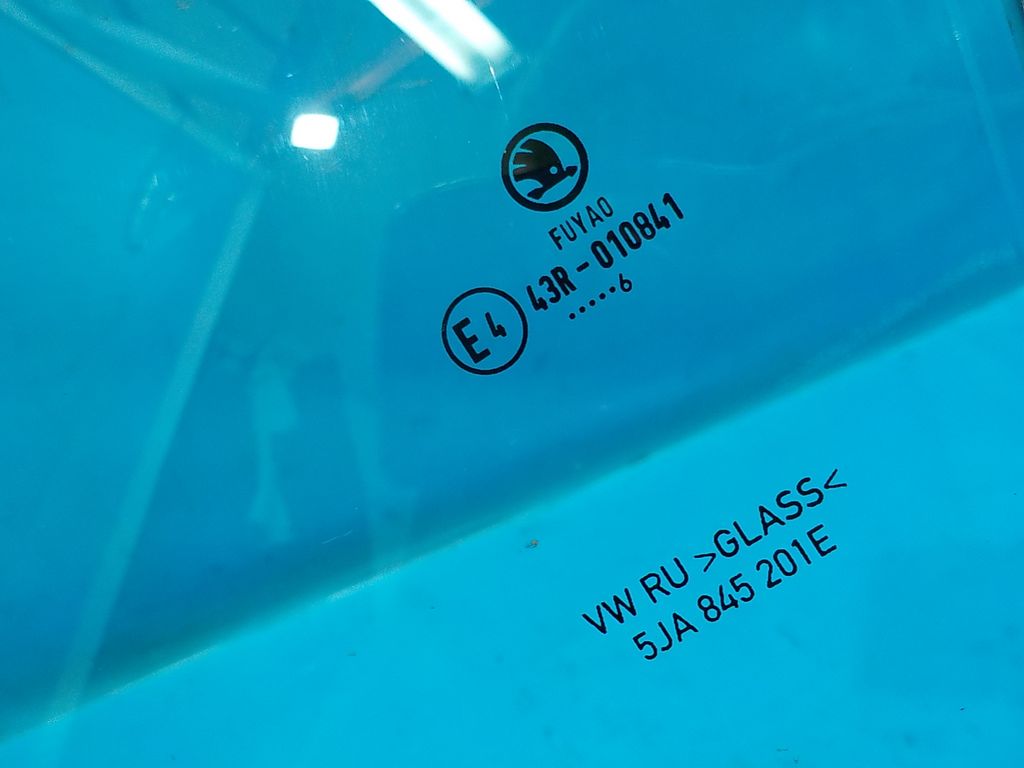 FUYAO
E4 43R-010841
.....6
VW RU >GLASS<
5JA 845 201E